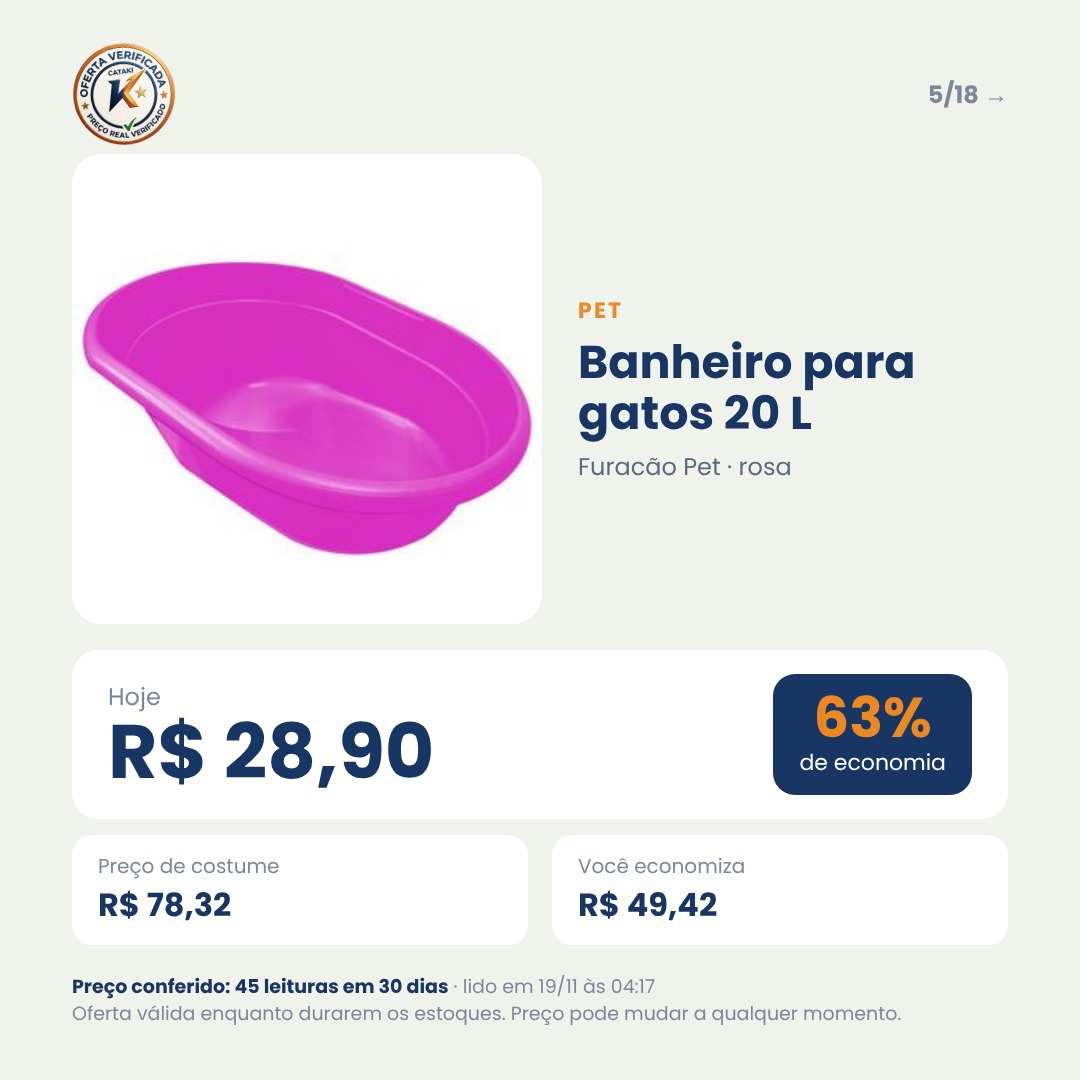 OFERTA VERIFICADA
CATAKI
K
PREÇO REAL VERIFICADO
5/18 →
PET
Banheiro para
gatos 20 L
Furacão Pet · rosa
Hoje
R$ 28,90
63%
de economia
Preço de costume
R$ 78,32
Você economiza
R$ 49,42
Preço conferido: 45 leituras em 30 dias · lido em 19/11 às 04:17
Oferta válida enquanto durarem os estoques. Preço pode mudar a qualquer momento.